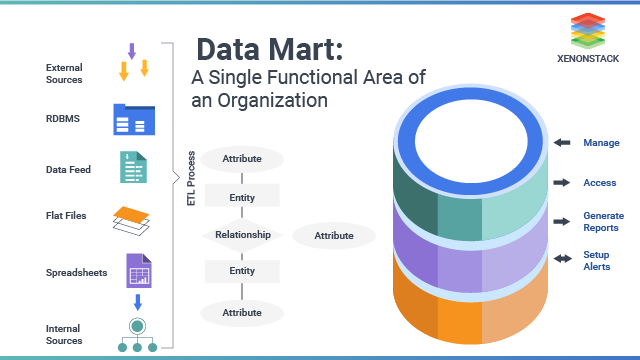 Data Mart:
A Single Functional Area of
an Organization
XENONSTACK
External
Sources
RDBMS
Data Feed
Flat Files
Spreadsheets
Internal
Sources
ETL Process
Attribute
Entity
Relationship
Attribute
Entity
Attribute
Manage
Access
Generate
Reports
Setup
Alerts